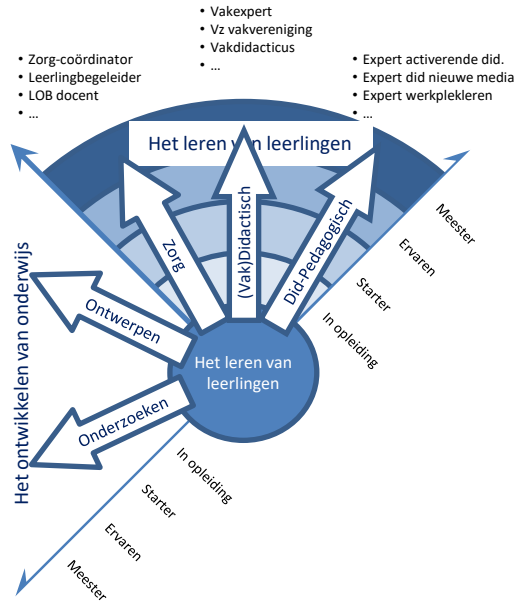 • Vakexpert
• Vz vakvereniging
• Vakdidacticus
• ...
• Zorg-coördinator
• Leerlingbegeleider
• LOB docent
• ...
• Expert activerende did.
• Expert did nieuwe media
• Expert werkplekleren
• ...
Het leren van leerlingen
Zorg
(Vak)Didactisch
Did-Pedagogisch
Meester
Ervaren
Starter
In opleiding
Het ontwikkelen van onderwijs
Ontwerpen
Onderzoeken
Het leren van
leerlingen
In opleiding
Starter
Ervaren
Meester